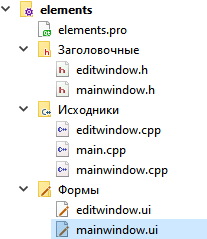 elements
elements.pro
Заголовочные
editwindow.h
mainwindow.h
Исходники
editwindow.cpp
main.cpp
mainwindow.cpp
Формы
editwindow.ui
mainwindow.ui